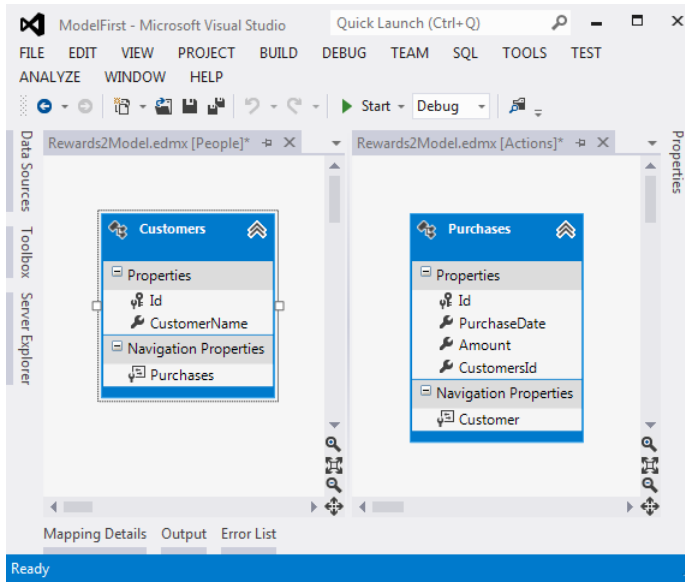 ModelFirst - Microsoft Visual Studio Quick Launch (Ctrl+Q)
FILE EDIT VIEW PROJECT BUILD DEBUG TEAM SQL TOOLS TEST
ANALYZE WINDOW HELP
Start Debug
Data Sources
Toolbox
Server Explorer
Rewards2Model.edmx [People]*
Customers
Properties
Id
CustomerName
Navigation Properties
Purchases
Rewards2Model.edmx [Actions]*
Purchases
Properties
Id
PurchaseDate
Amount
CustomersId
Navigation Properties
Customer
Properties
Mapping Details Output Error List
Ready